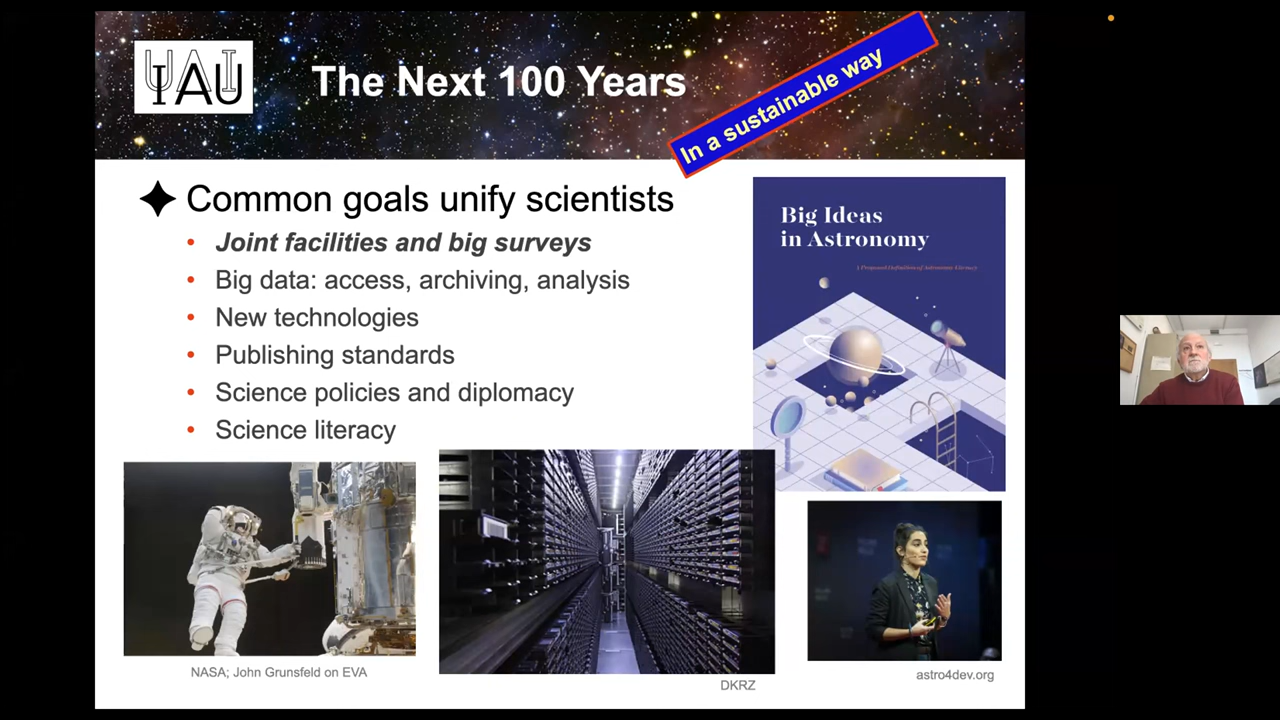 IAU
The Next 100 Years
In a sustainable way
Common goals unify scientists
• Joint facilities and big surveys
• Big data: access, archiving, analysis
• New technologies
• Publishing standards
• Science policies and diplomacy
• Science literacy
Big Ideas
in Astronomy
A Proposed Definition of Astronomy Literacy
NASA; John Grunsfeld on EVA
DKRZ
astro4dev.org